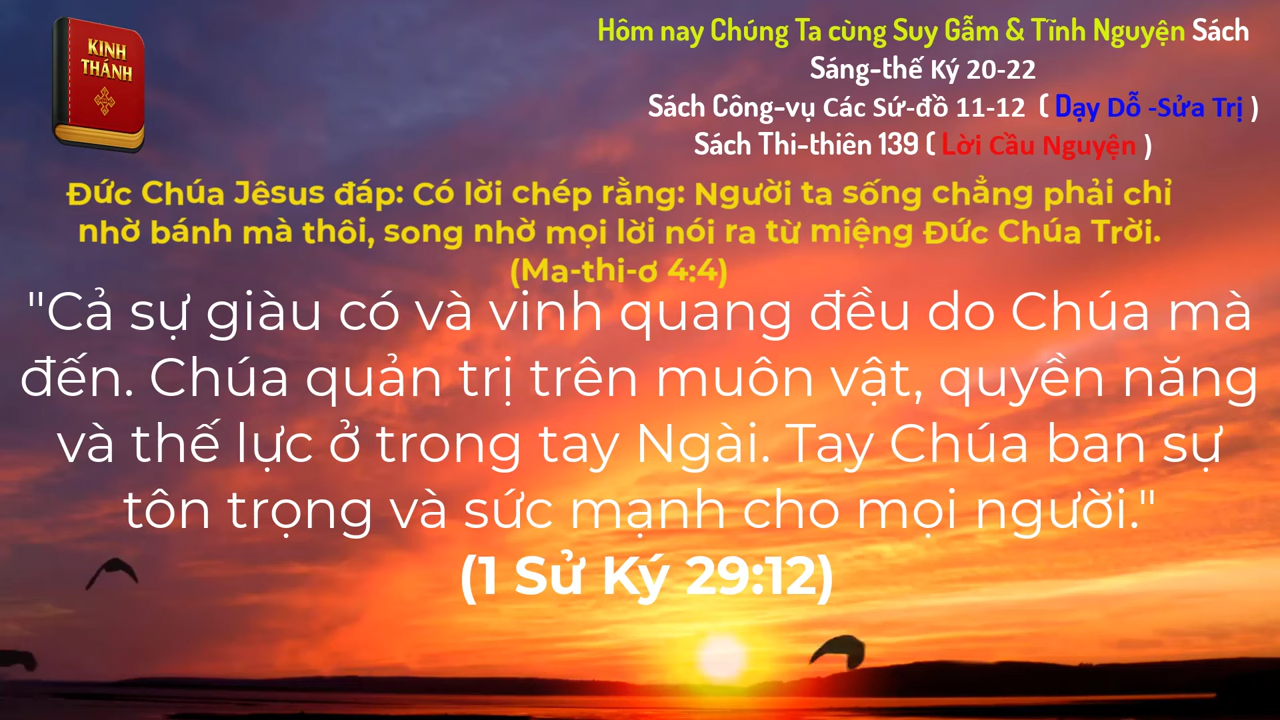 KINH
THÁNH
Hôm nay Chúng Ta cùng Suy Gẫm & Tĩnh Nguyện Sách
Sáng-thế Ký 20-22
Sách Công-vụ Các Sứ-đồ 11-12 ( Dạy Dỗ -Sửa Trị )
Sách Thi-thiên 139 ( Lời Cầu Nguyện )
Đức Chúa Jêsus đáp: Có lời chép rằng: Người ta sống chẳng phải chỉ
nhờ bánh mà thôi, song nhờ mọi lời nói ra từ miệng Đức Chúa Trời.
(Ma-thi-ơ 4:4)
"Cả sự giàu có và vinh quang đều do Chúa mà
đến. Chúa quản trị trên muôn vật, quyền năng
và thế lực ở trong tay Ngài. Tay Chúa ban sự
tôn trọng và sức mạnh cho mọi người."
(1 Sử Ký 29:12)